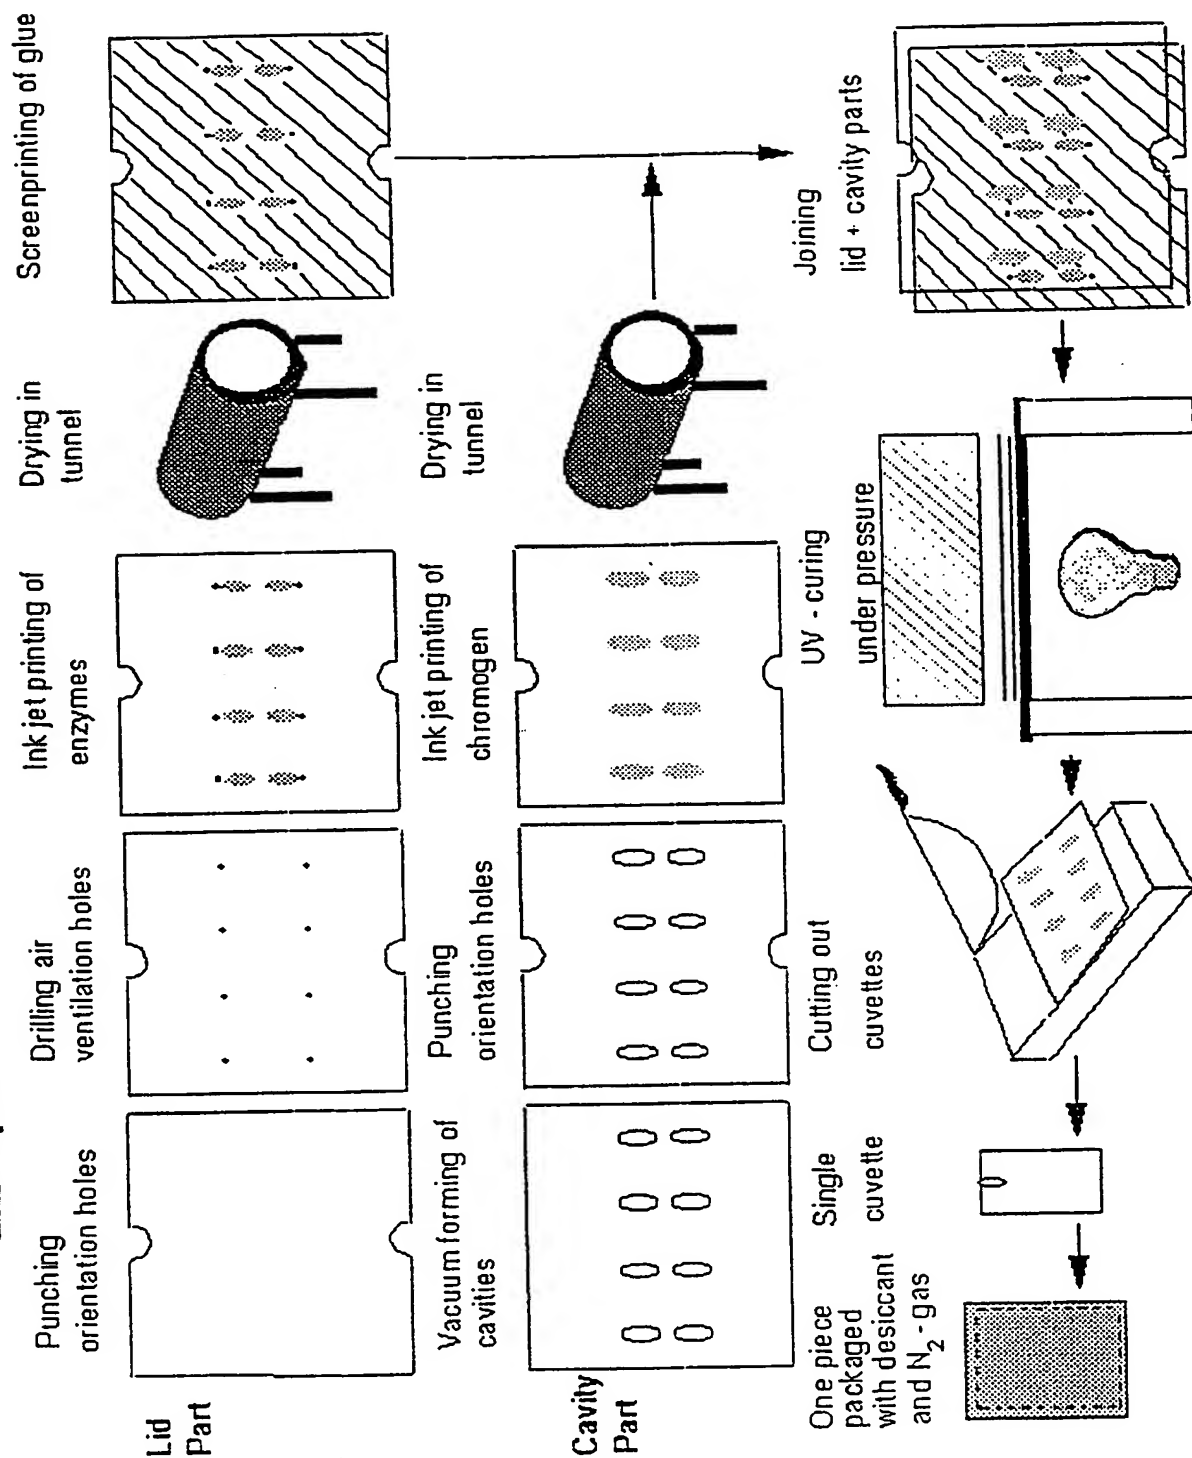 Lid
Part
Punching
orientation holes
Drilling air
ventilation holes
Ink jet printing of
enzymes
Drying in
tunnel
Screenprinting of glue
Cavity
Part
Vacuum forming of
cavities
Punching
orientation holes
Ink jet printing of
chromogen
Drying in
tunnel
Joining
lid + cavity parts
UV - curing
under pressure
Cutting out
cuvettes
Single
cuvette
One piece
packaged
with desiccant
and N2 - gas